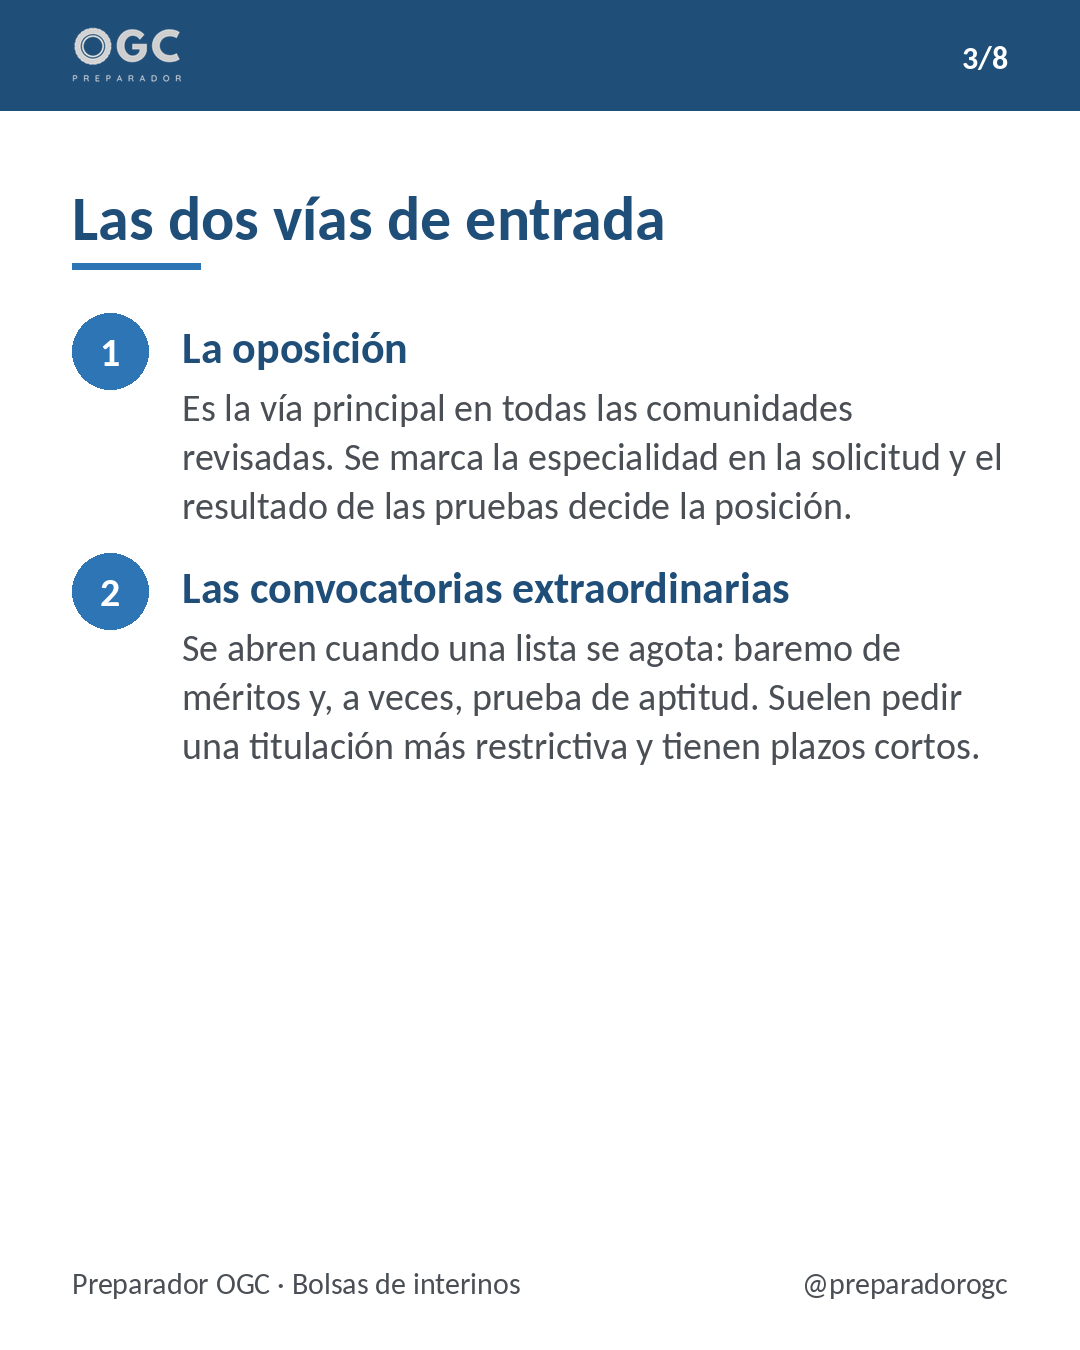 OGC
PREPARADOR
3/8
Las dos vías de entrada
1
La oposición
Es la vía principal en todas las comunidades
revisadas. Se marca la especialidad en la solicitud y el
resultado de las pruebas decide la posición.
2
Las convocatorias extraordinarias
Se abren cuando una lista se agota: baremo de
méritos y, a veces, prueba de aptitud. Suelen pedir
una titulación más restrictiva y tienen plazos cortos.
Preparador OGC · Bolsas de interinos
@preparadorogc